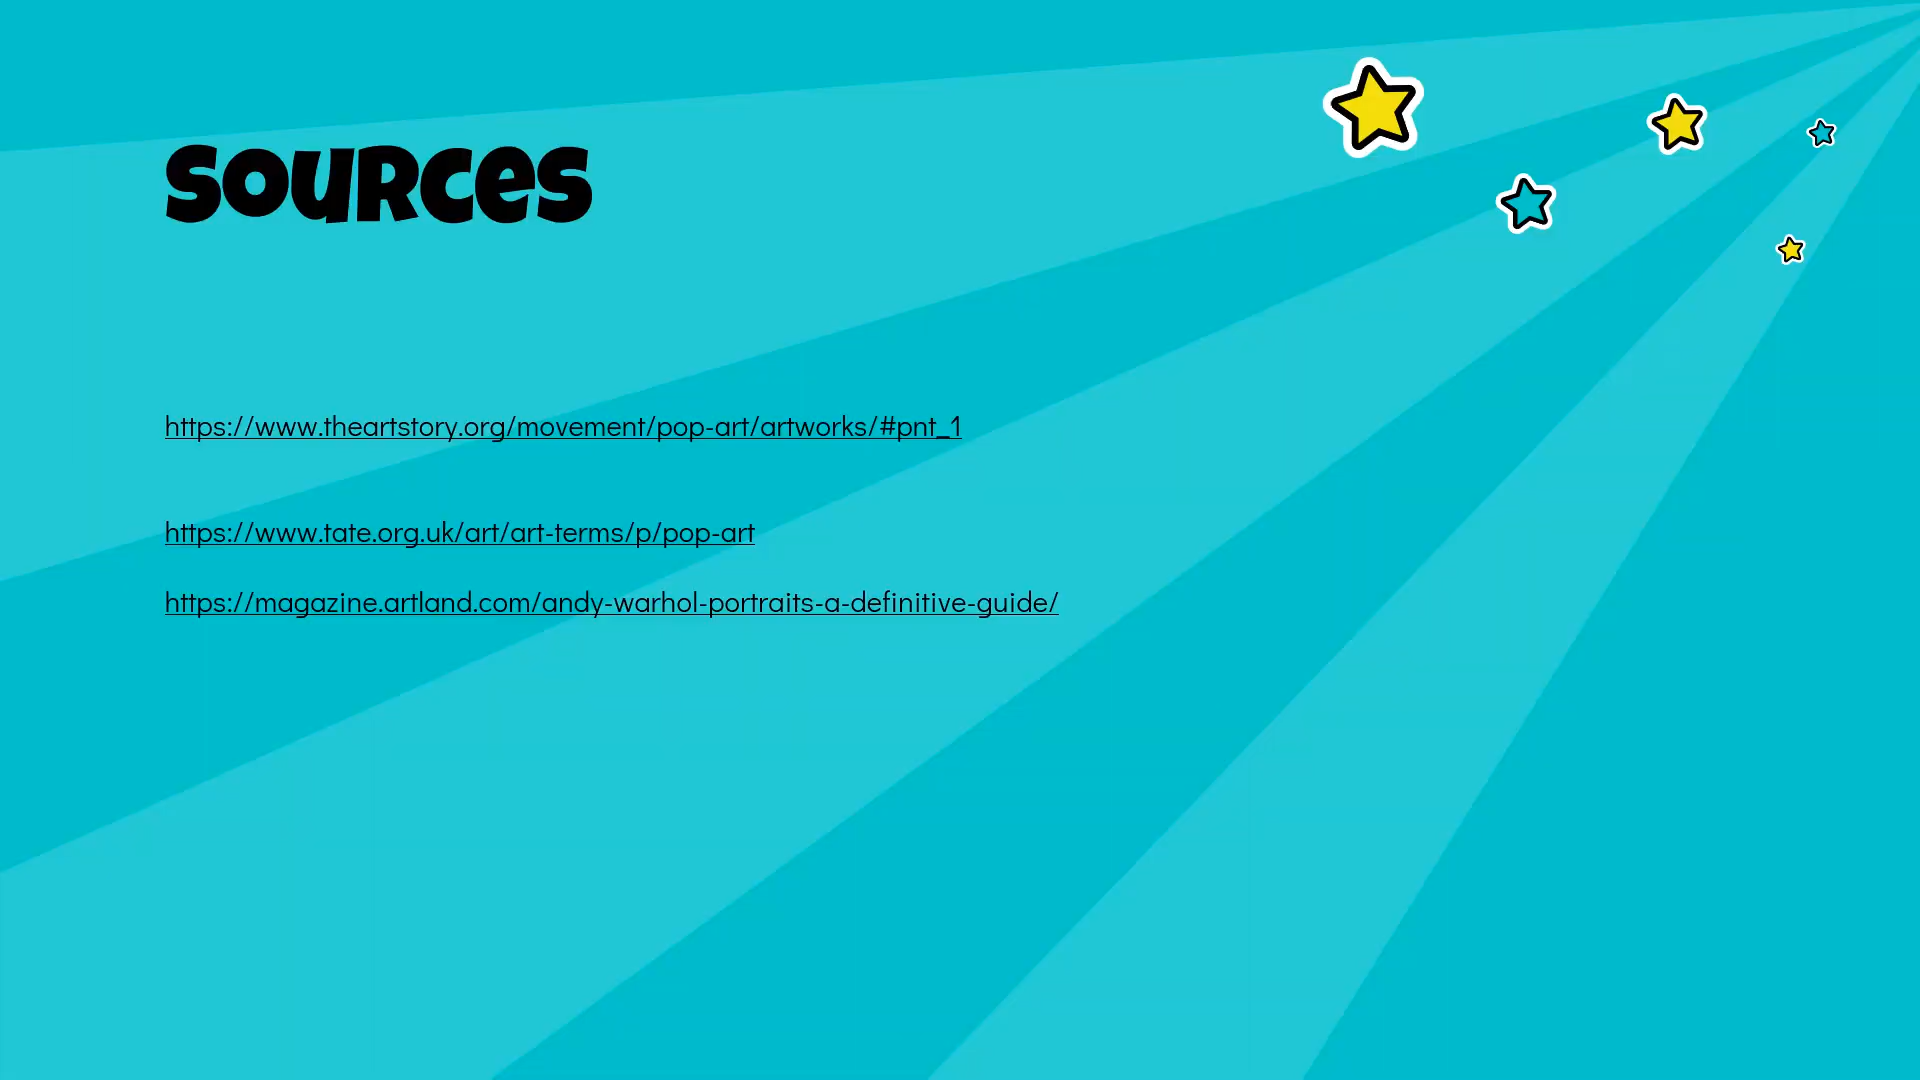 Sources
https://www.theartstory.org/movement/pop-art/artworks/#pnt_1
https://www.tate.org.uk/art/art-terms/p/pop-art
https://magazine.artland.com/andy-warhol-portraits-a-definitive-guide/